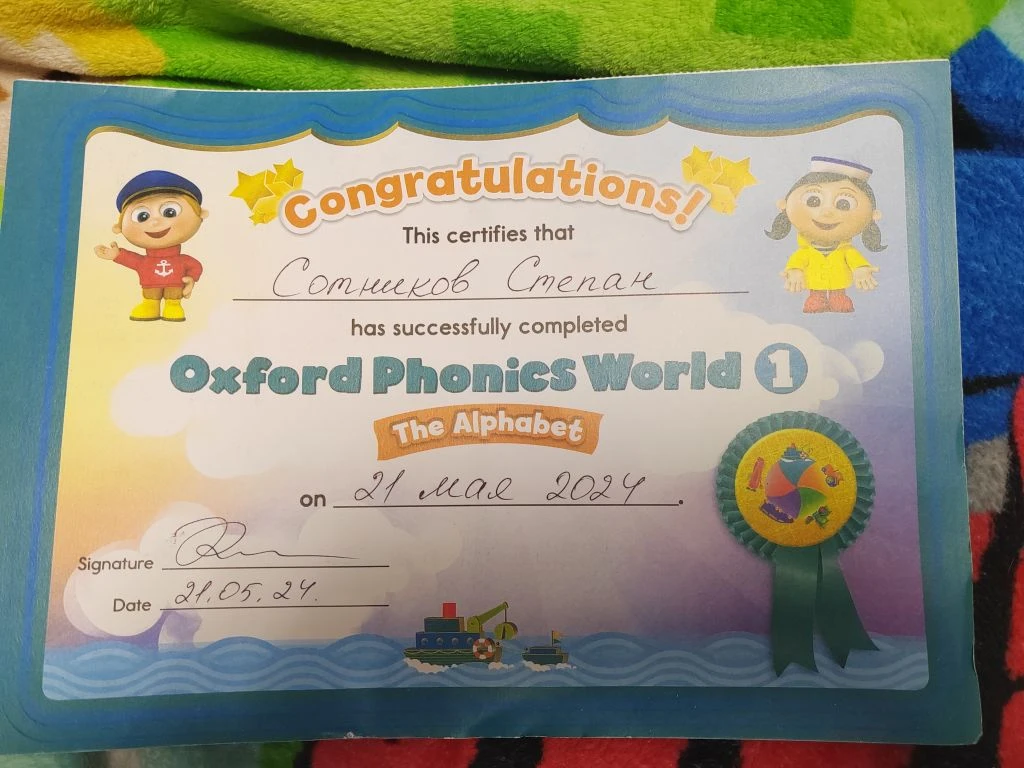 Congratulations!
This certifies that
Сотников Степан
has successfully completed
Oxford Phonics World 1
The Alphabet
on 21 мая 2024.
Signature
Date 21.05.24.